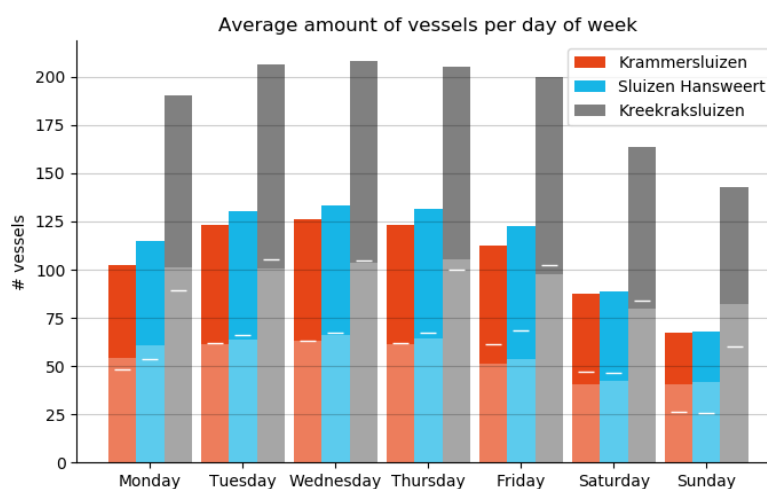 Average amount of vessels per day of week
Krammersluizen
Sluizen Hansweert
Kreekraksluizen
# vessels
200
175
150
125
100
75
50
25
0
Monday Tuesday Wednesday Thursday Friday Saturday Sunday